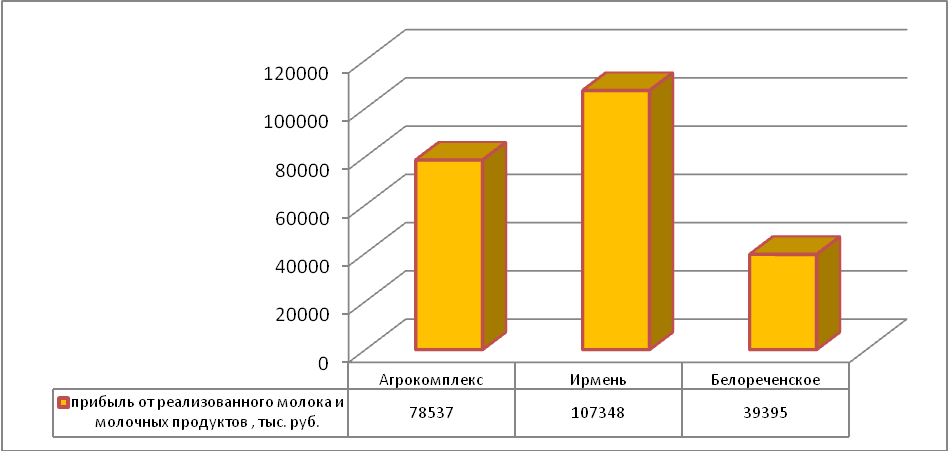 120000
100000
80000
60000
40000
20000
0
Агрокомплекс Ирмень Белореченское
прибыль от реализованного молока и
молочных продуктов , тыс. руб.
78537 107348 39395